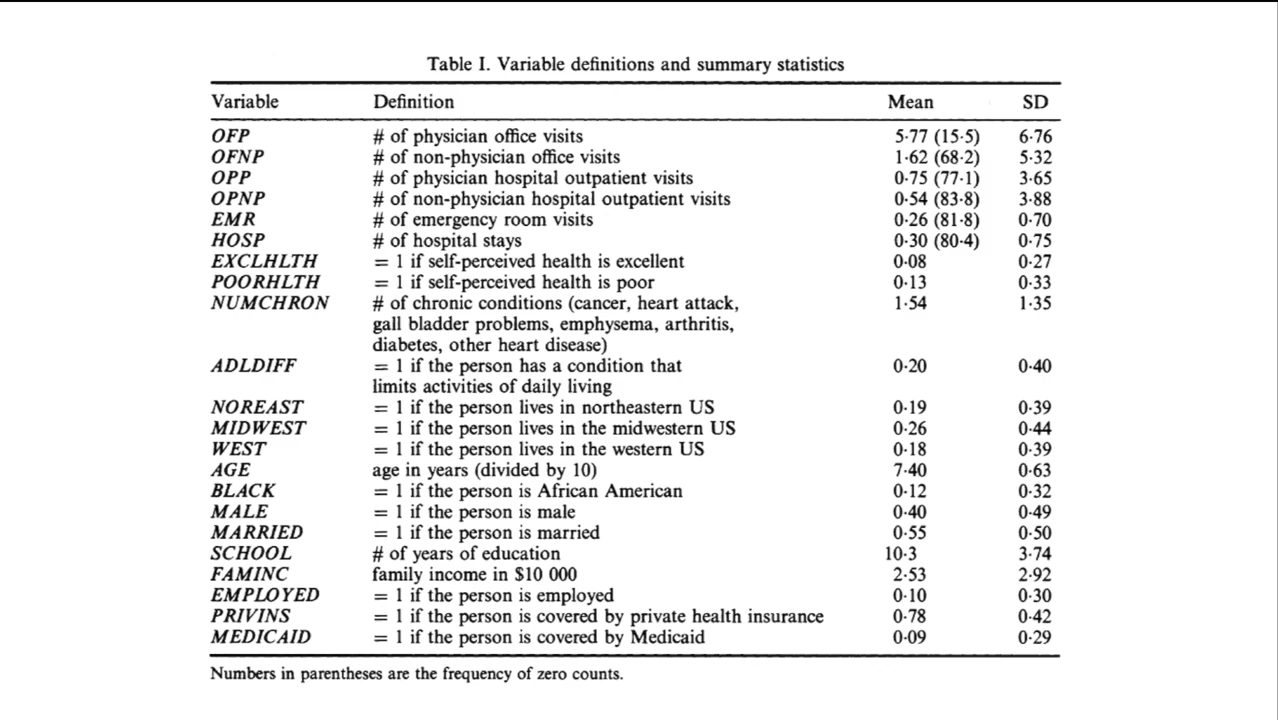 Table I. Variable definitions and summary statistics
Variable Definition Mean SD
OFP # of physician office visits 5·77 (15·5) 6·76
OFNP # of non-physician office visits 1·62 (68·2) 5·32
OPP # of physician hospital outpatient visits 0·75 (77·1) 3·65
OPNP # of non-physician hospital outpatient visits 0·54 (83·8) 3·88
EMR # of emergency room visits 0·26 (81·8) 0·70
HOSP # of hospital stays 0·30 (80·4) 0·75
EXCLHLTH = 1 if self-perceived health is excellent 0·08 0·27
POORHLTH = 1 if self-perceived health is poor 0·13 0·33
NUMCHRON # of chronic conditions (cancer, heart attack, 1·54 1·35
gall bladder problems, emphysema, arthritis,
diabetes, other heart disease)
ADLDIFF = 1 if the person has a condition that 0·20 0·40
limits activities of daily living
NOREAST = 1 if the person lives in northeastern US 0·19 0·39
MIDWEST = 1 if the person lives in the midwestern US 0·26 0·44
WEST = 1 if the person lives in the western US 0·18 0·39
AGE age in years (divided by 10) 7·40 0·63
BLACK = 1 if the person is African American 0·12 0·32
MALE = 1 if the person is male 0·40 0·49
MARRIED = 1 if the person is married 0·55 0·50
SCHOOL # of years of education 10·3 3·74
FAMINC family income in $10 000 2·53 2·92
EMPLOYED = 1 if the person is employed 0·10 0·30
PRIVINS = 1 if the person is covered by private health insurance 0·78 0·42
MEDICAID = 1 if the person is covered by Medicaid 0·09 0·29
Numbers in parentheses are the frequency of zero counts.